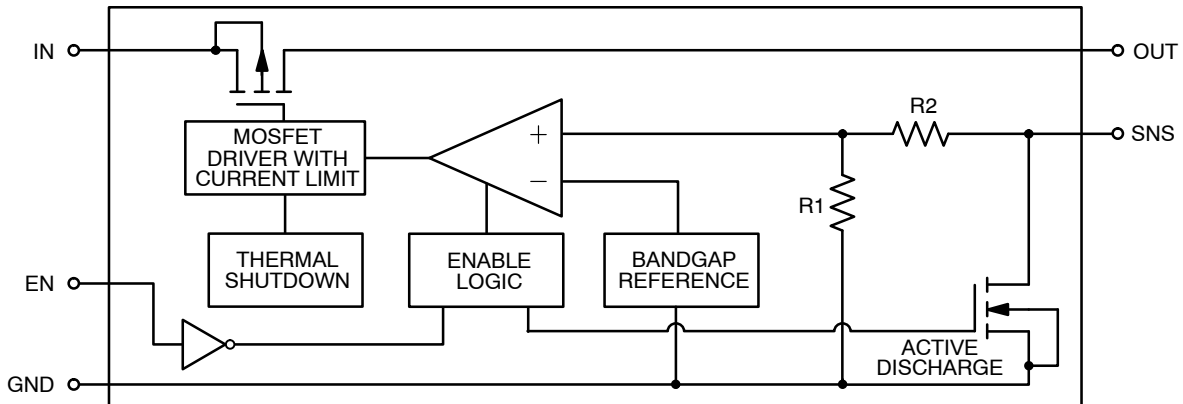 IN
OUT
R2
SNS
MOSFET
DRIVER WITH
CURRENT LIMIT
+
−
R1
THERMAL
SHUTDOWN
ENABLE
LOGIC
BANDGAP
REFERENCE
EN
ACTIVE
DISCHARGE
GND